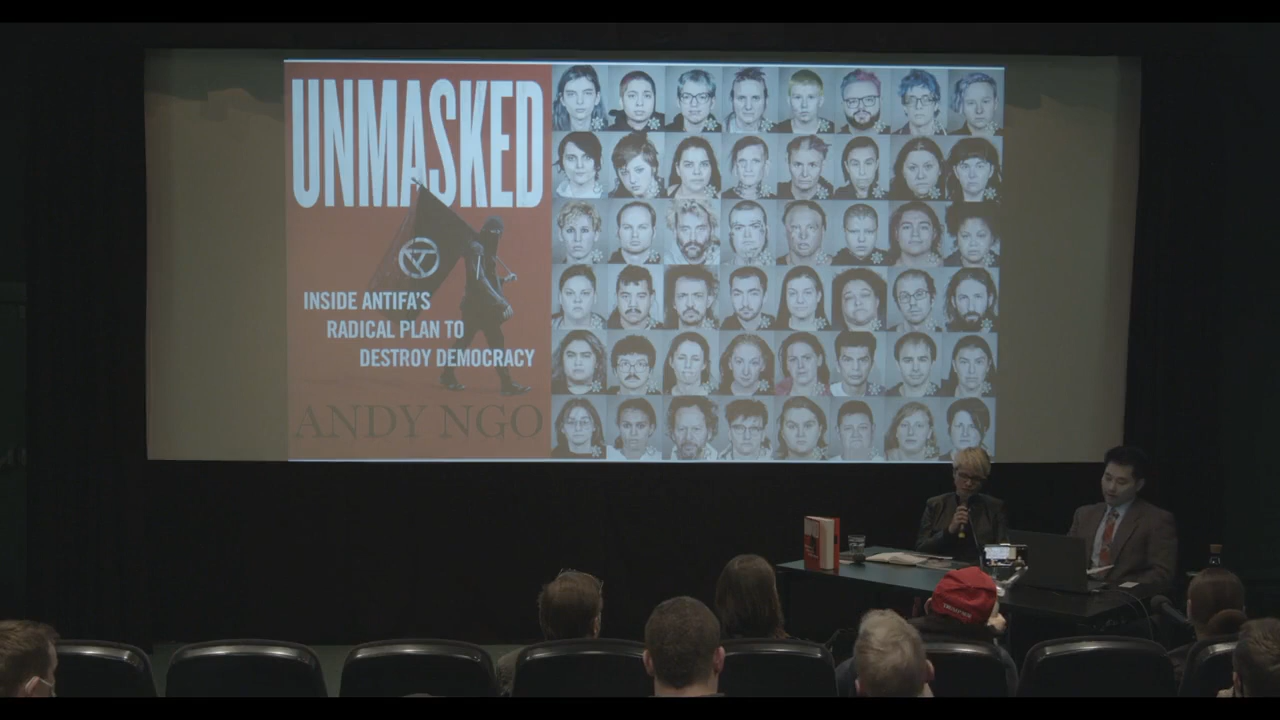 UNMASKED
INSIDE ANTIFA'S
RADICAL PLAN TO
DESTROY DEMOCRACY
ANDY NGO